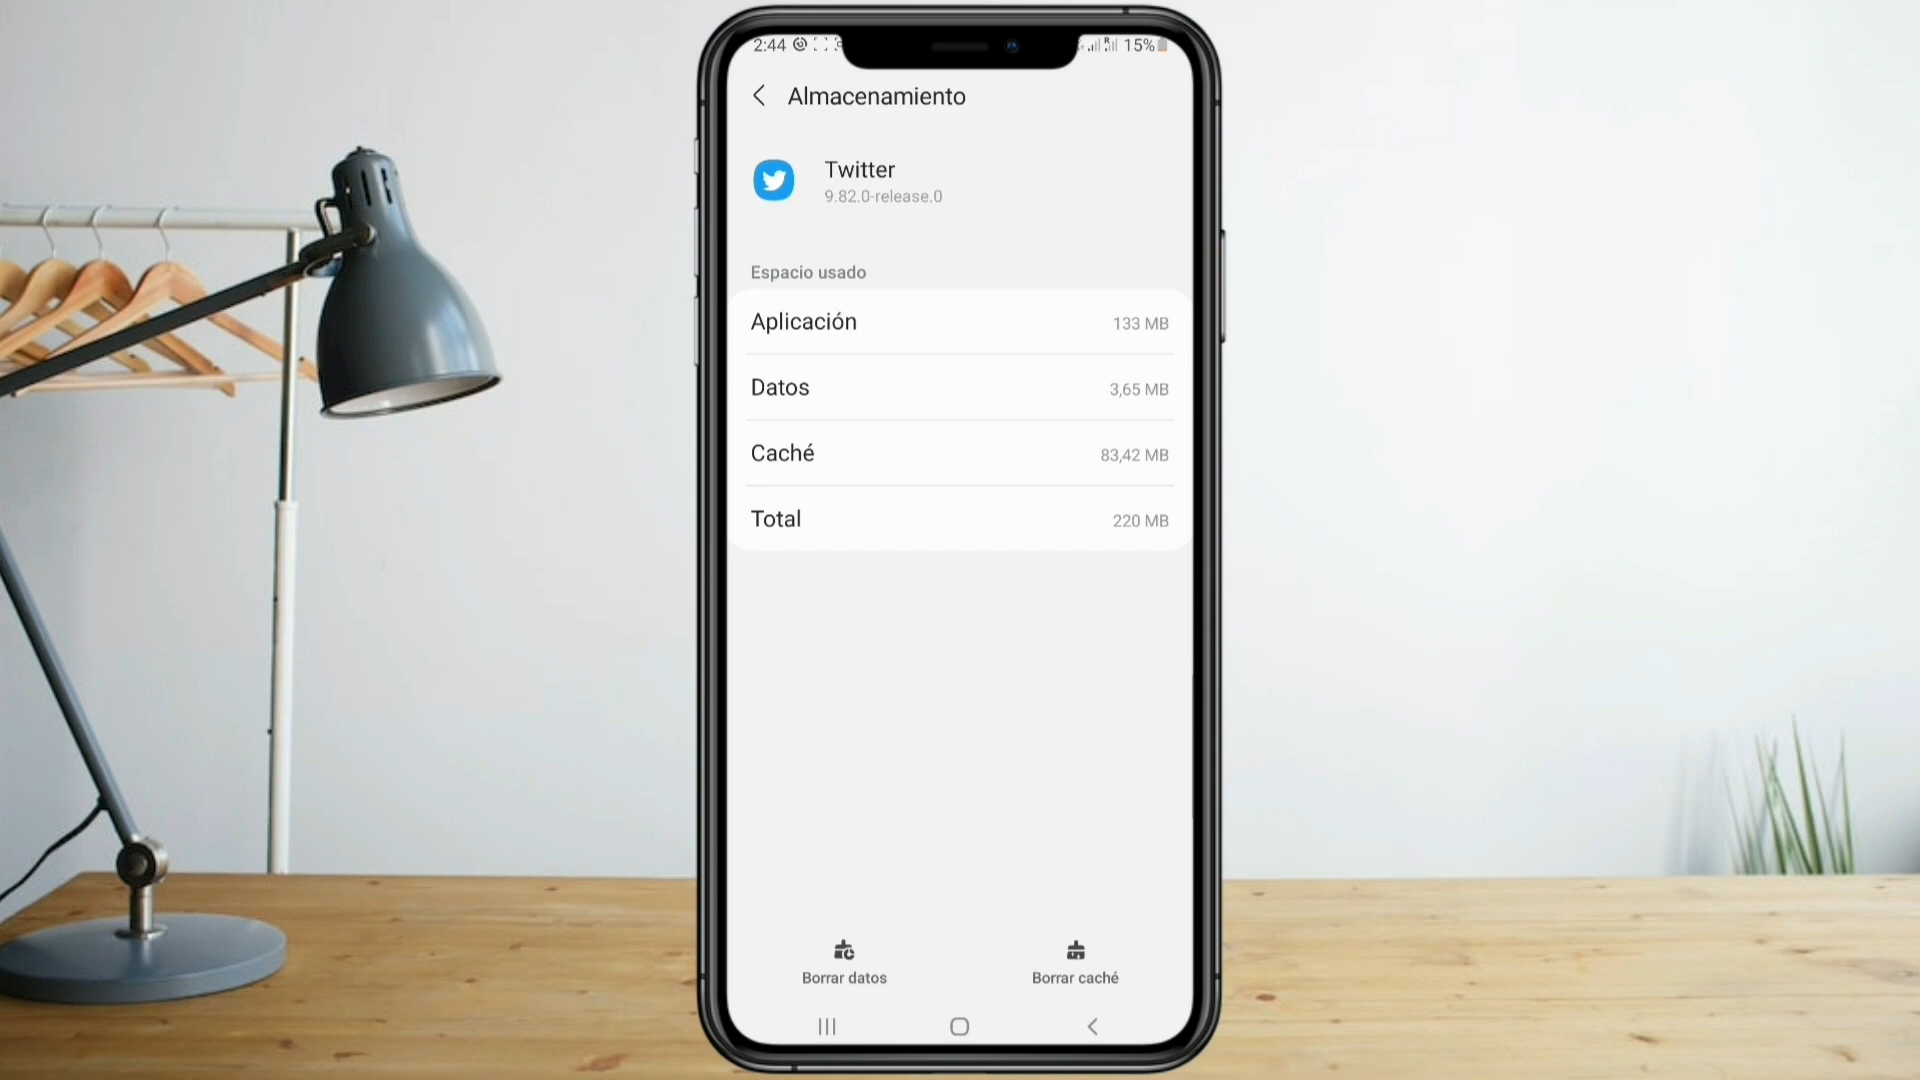 2:44 15%
Almacenamiento
Twitter
9.82.0-release.0
Espacio usado
Aplicación 133 MB
Datos 3,65 MB
Caché 83,42 MB
Total 220 MB
Borrar datos Borrar caché